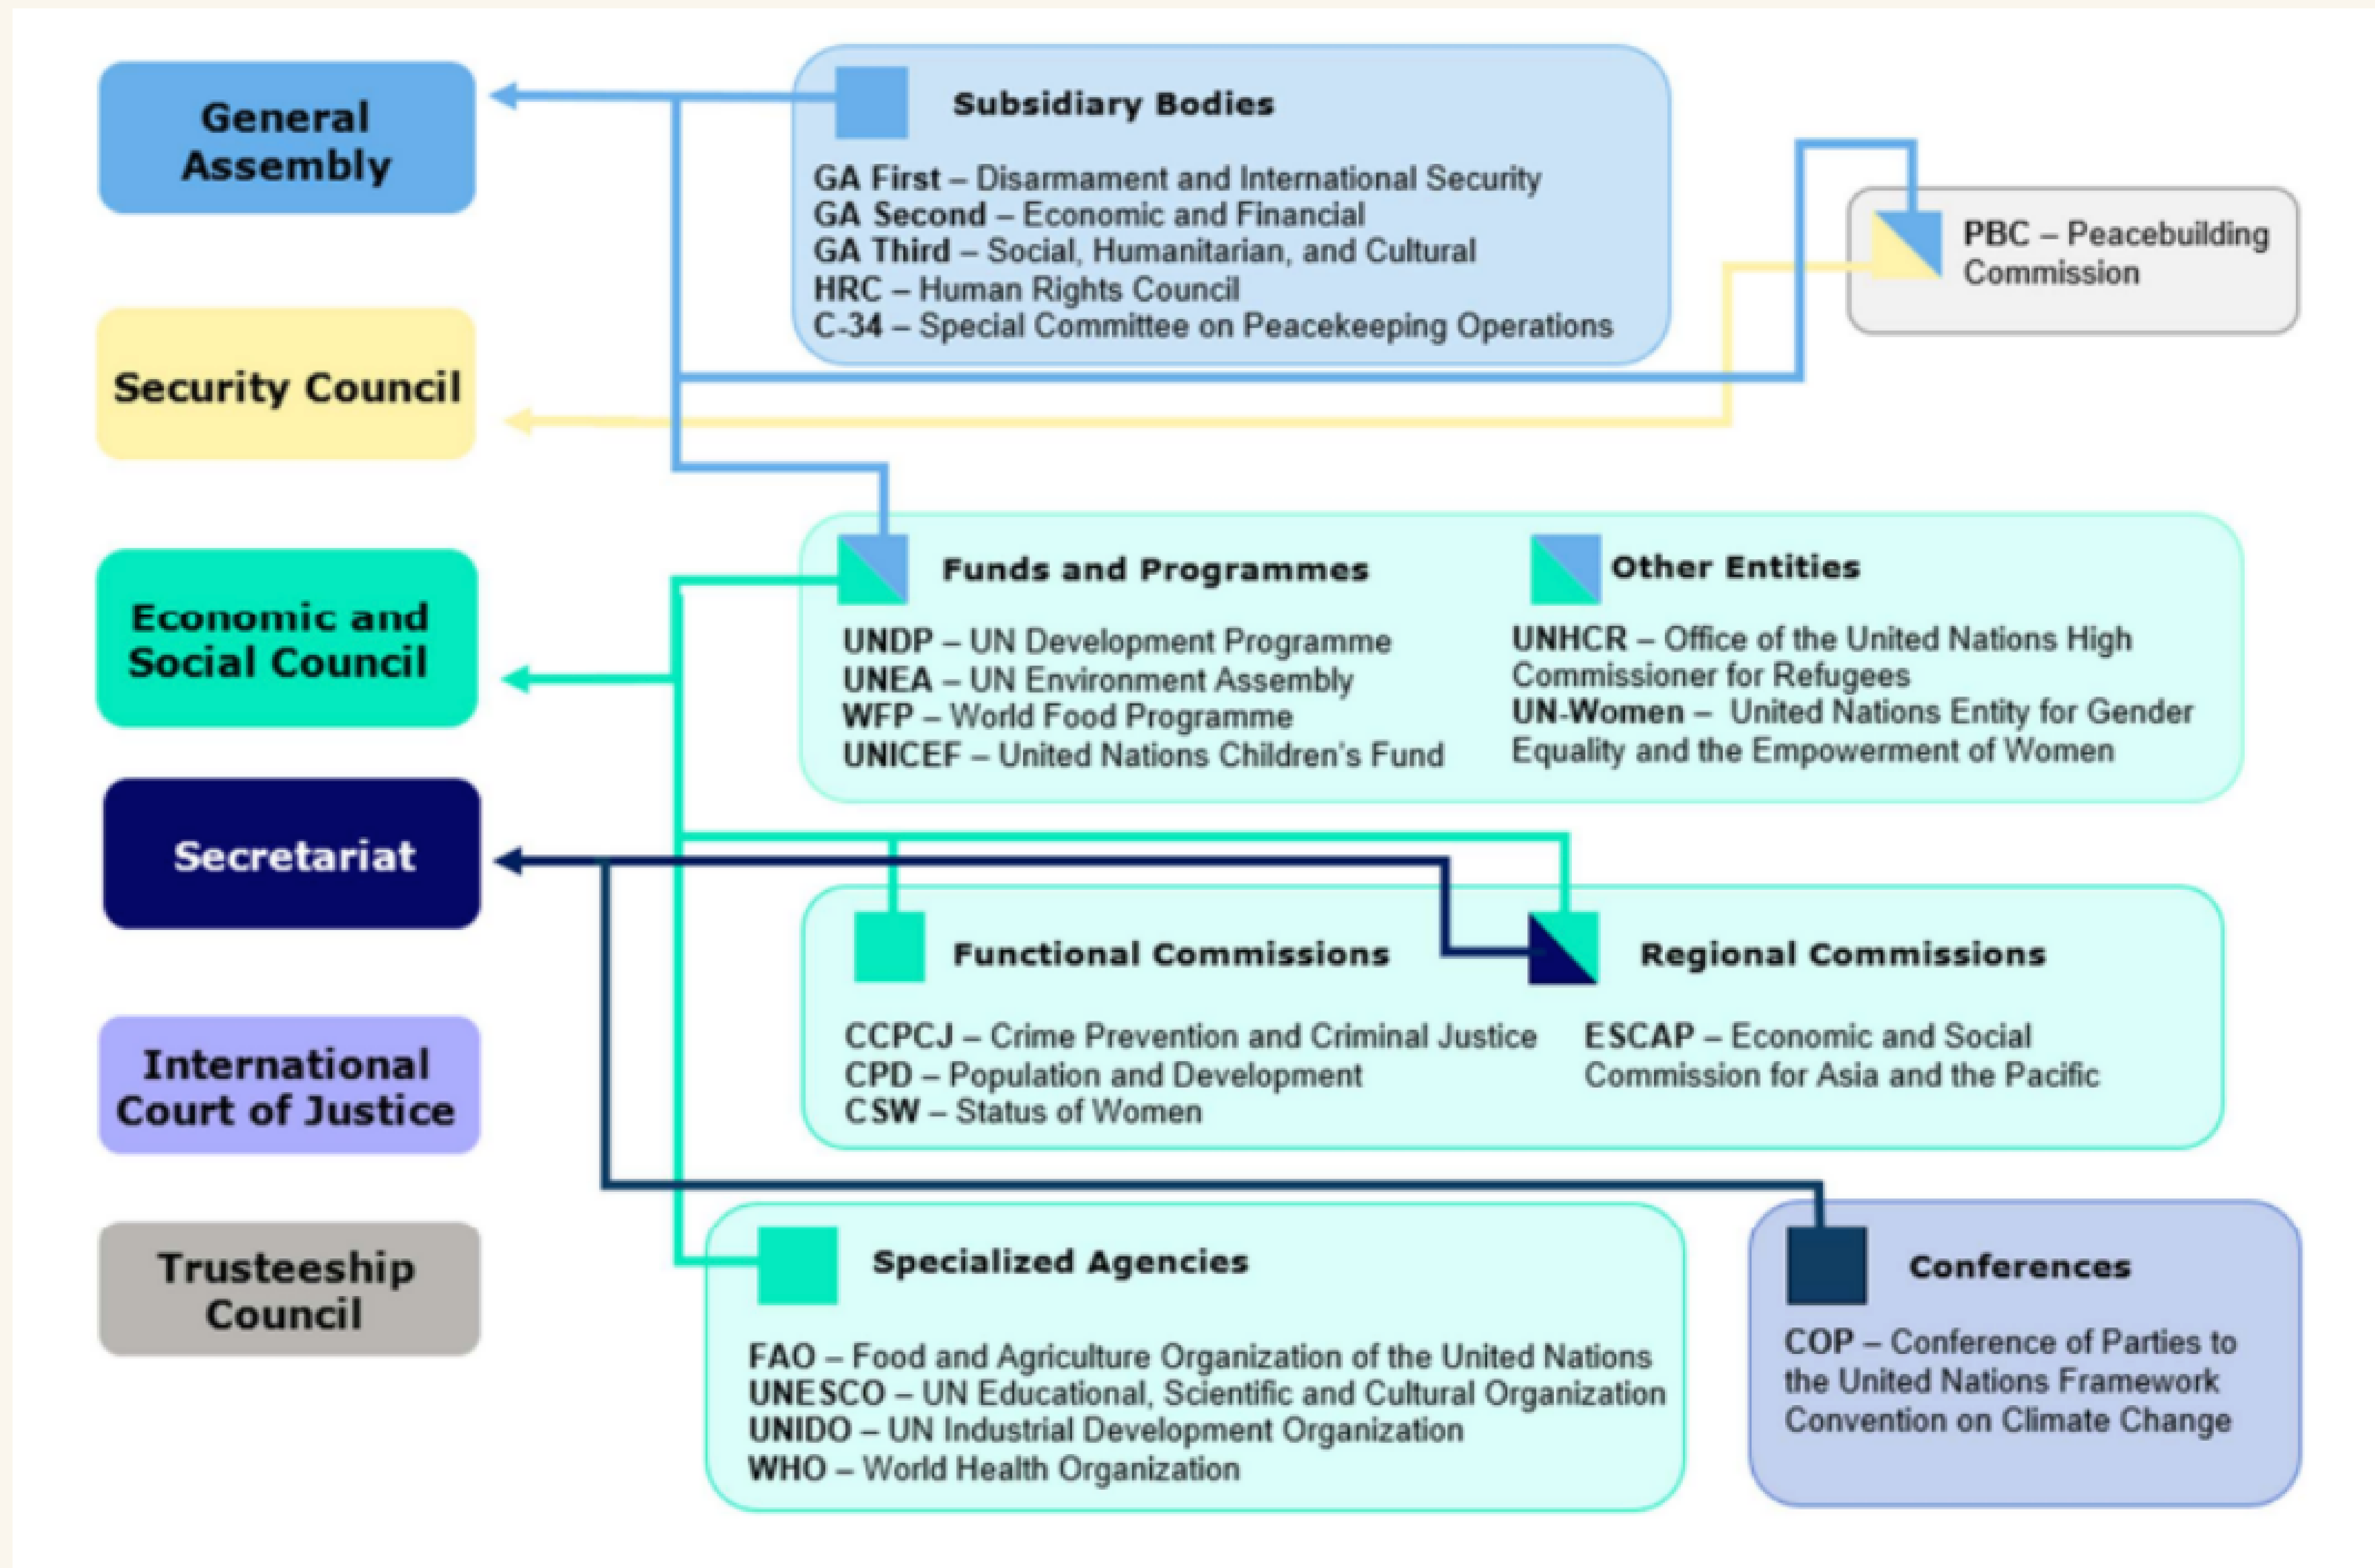 General
Assembly
Security Council
Economic and
Social Council
Secretariat
International
Court of Justice
Trusteeship
Council
Subsidiary Bodies
GA First – Disarmament and International Security
GA Second – Economic and Financial
GA Third – Social, Humanitarian, and Cultural
HRC – Human Rights Council
C-34 – Special Committee on Peacekeeping Operations
PBC – Peacebuilding
Commission
Funds and Programmes
UNDP – UN Development Programme
UNEA – UN Environment Assembly
WFP – World Food Programme
UNICEF – United Nations Children's Fund
Other Entities
UNHCR – Office of the United Nations High
Commissioner for Refugees
UN-Women – United Nations Entity for Gender
Equality and the Empowerment of Women
Functional Commissions
CCPCJ – Crime Prevention and Criminal Justice
CPD – Population and Development
CSW – Status of Women
Regional Commissions
ESCAP – Economic and Social
Commission for Asia and the Pacific
Specialized Agencies
FAO – Food and Agriculture Organization of the United Nations
UNESCO – UN Educational, Scientific and Cultural Organization
UNIDO – UN Industrial Development Organization
WHO – World Health Organization
Conferences
COP – Conference of Parties to
the United Nations Framework
Convention on Climate Change